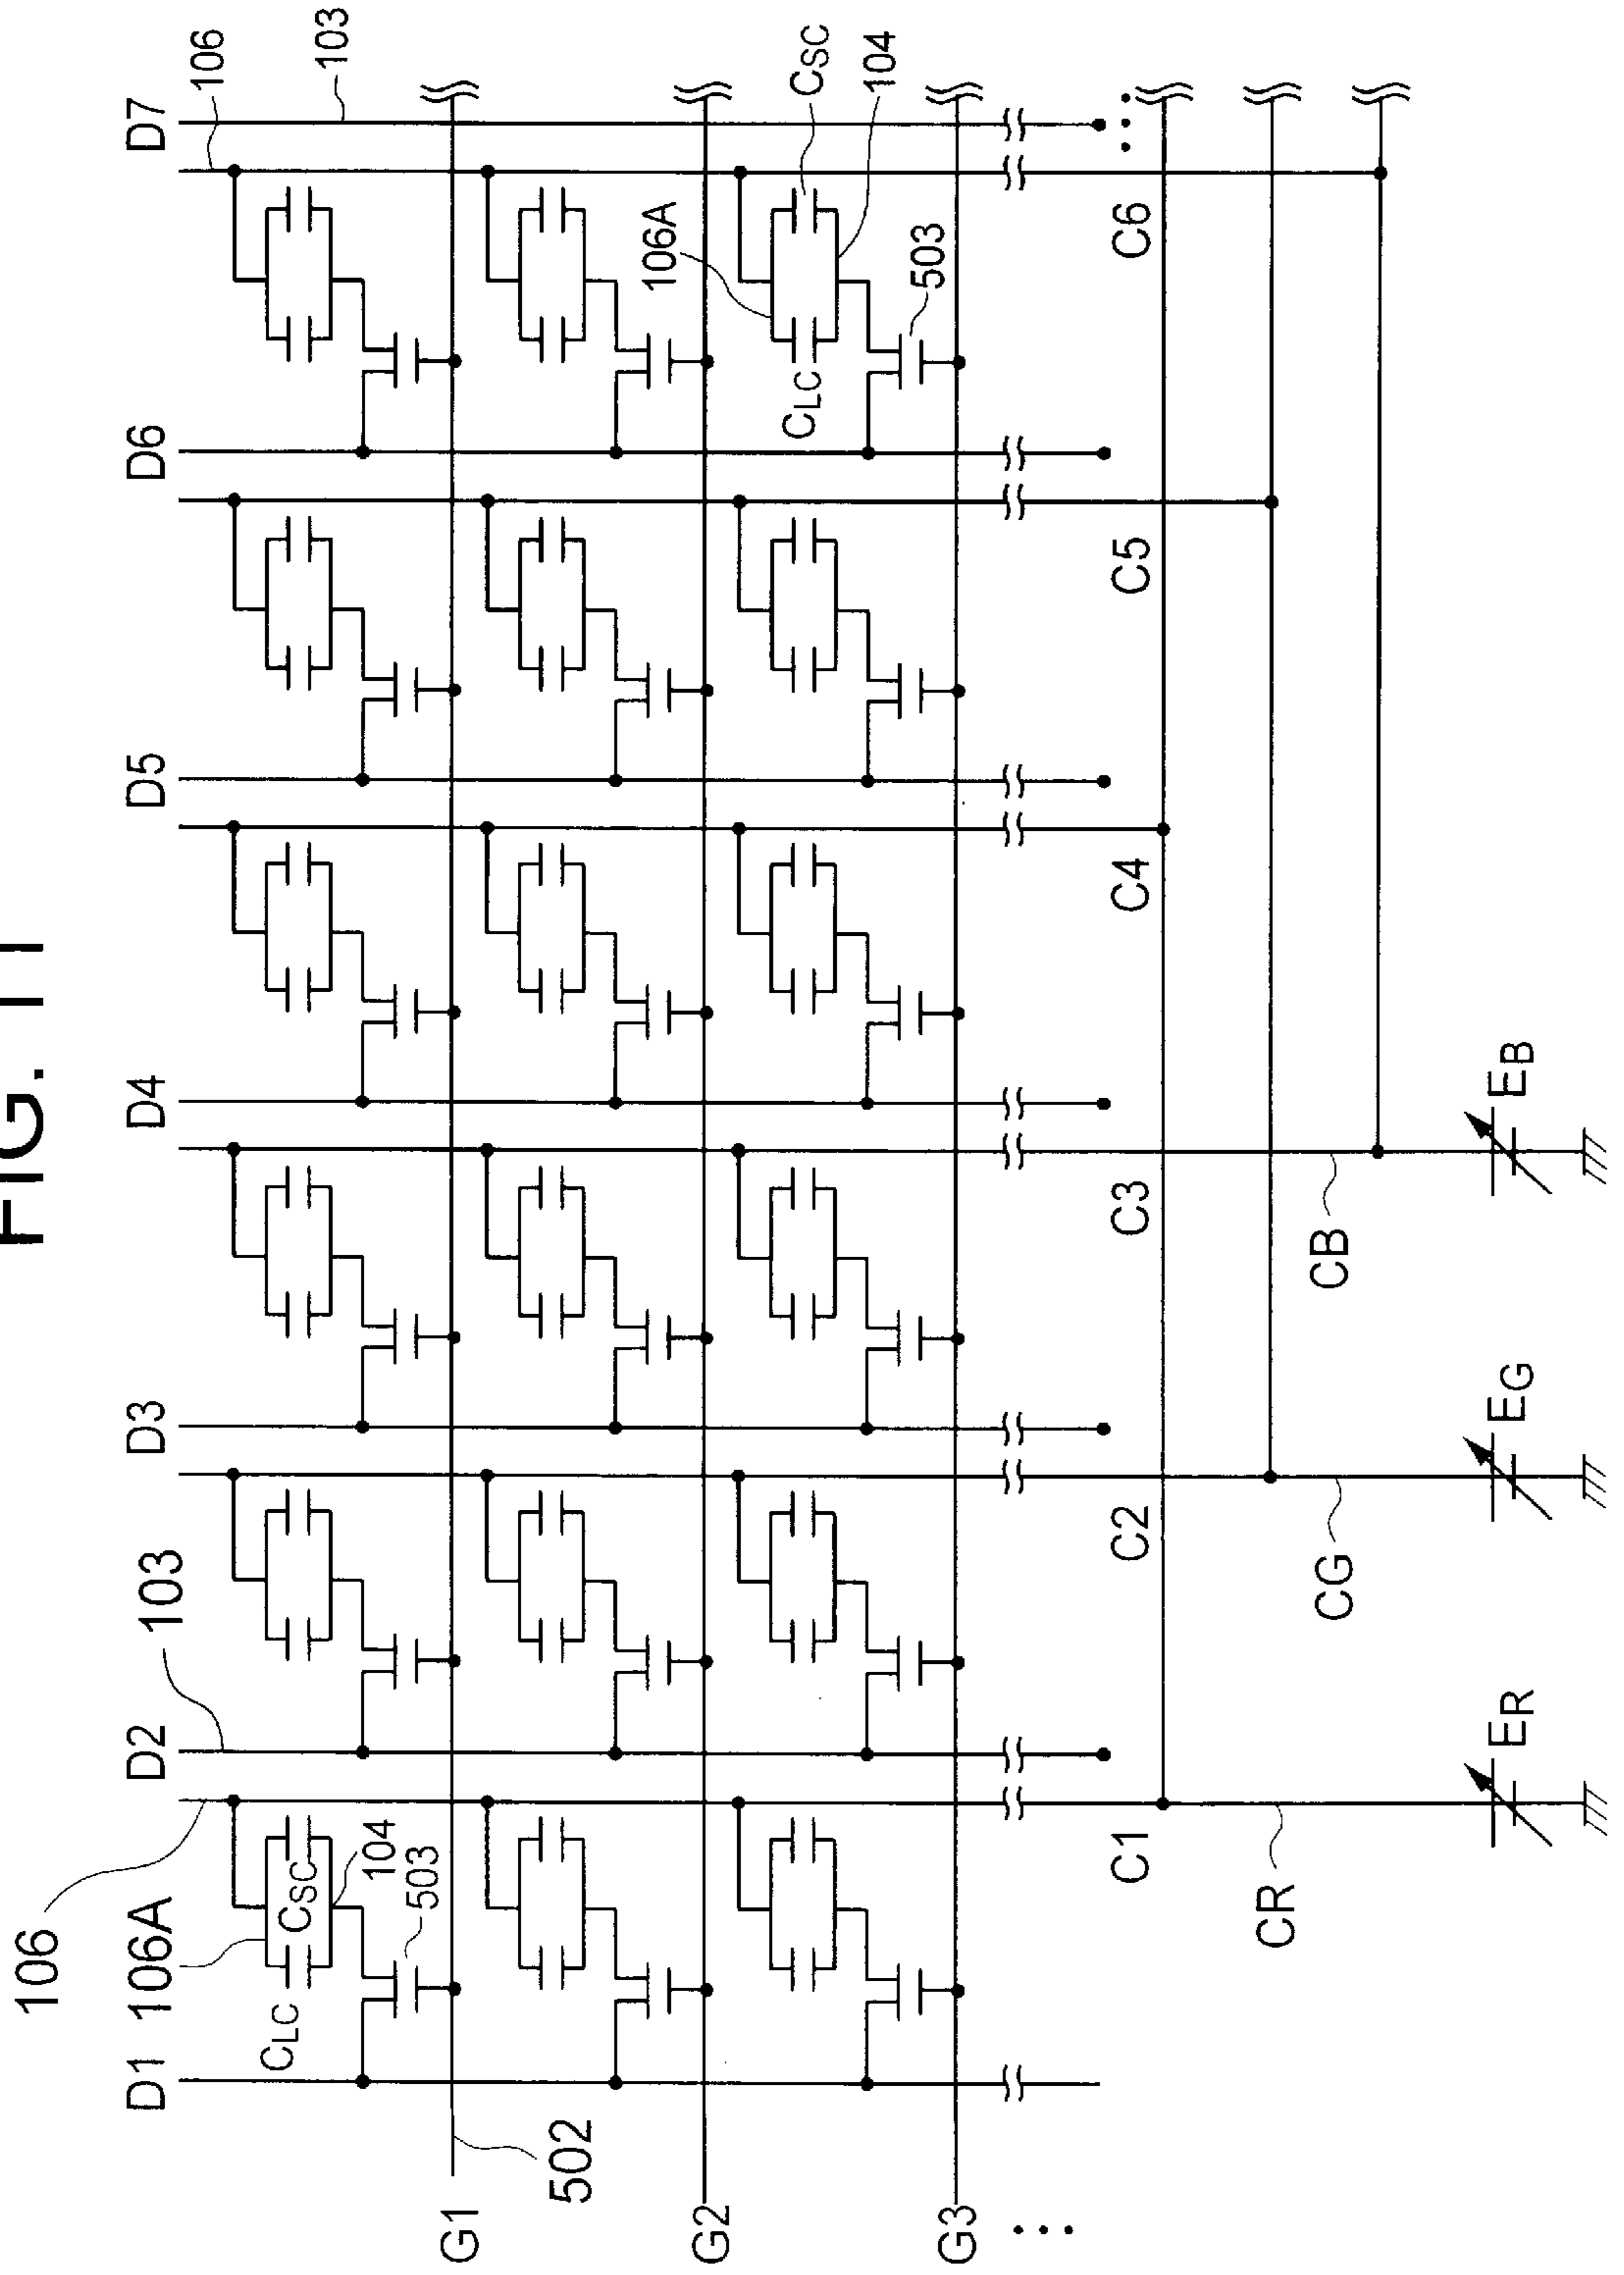 FIG. 11
106
D1
106A
D2
103
D3
D4
D5
D6
D7
106
103
CLC
CSC
104
503
G1
502
G2
106A
CSC
104
CLC
503
G3
⋮
C1
C2
C3
C4
C5
C6
...
CR
CG
CB
ER
EG
EB